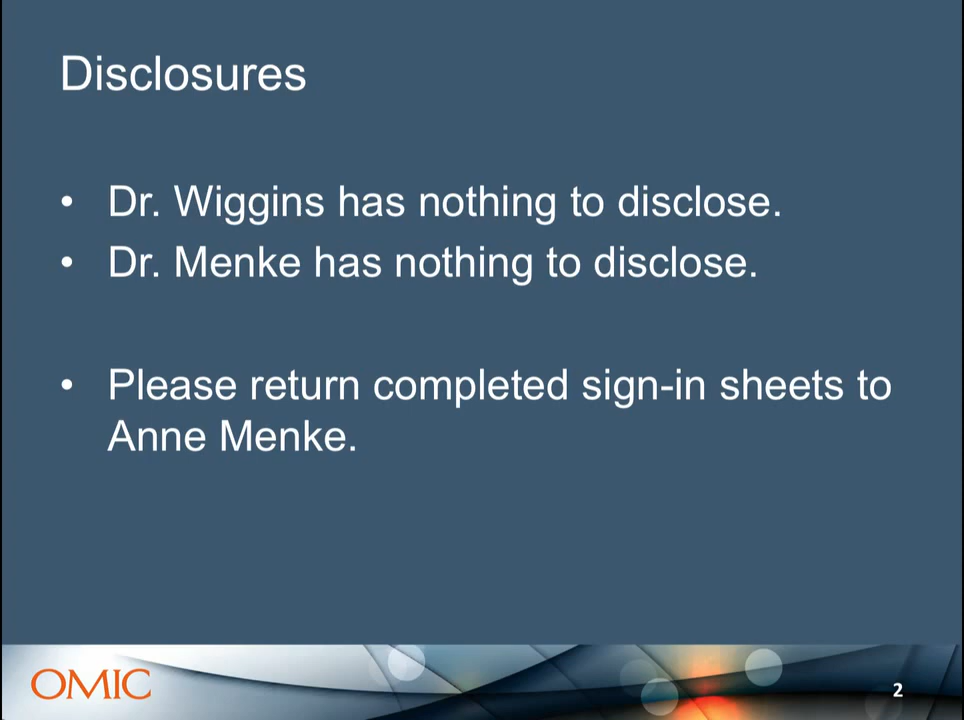 Disclosures
• Dr. Wiggins has nothing to disclose.
• Dr. Menke has nothing to disclose.
• Please return completed sign-in sheets to
Anne Menke.
OMIC
2